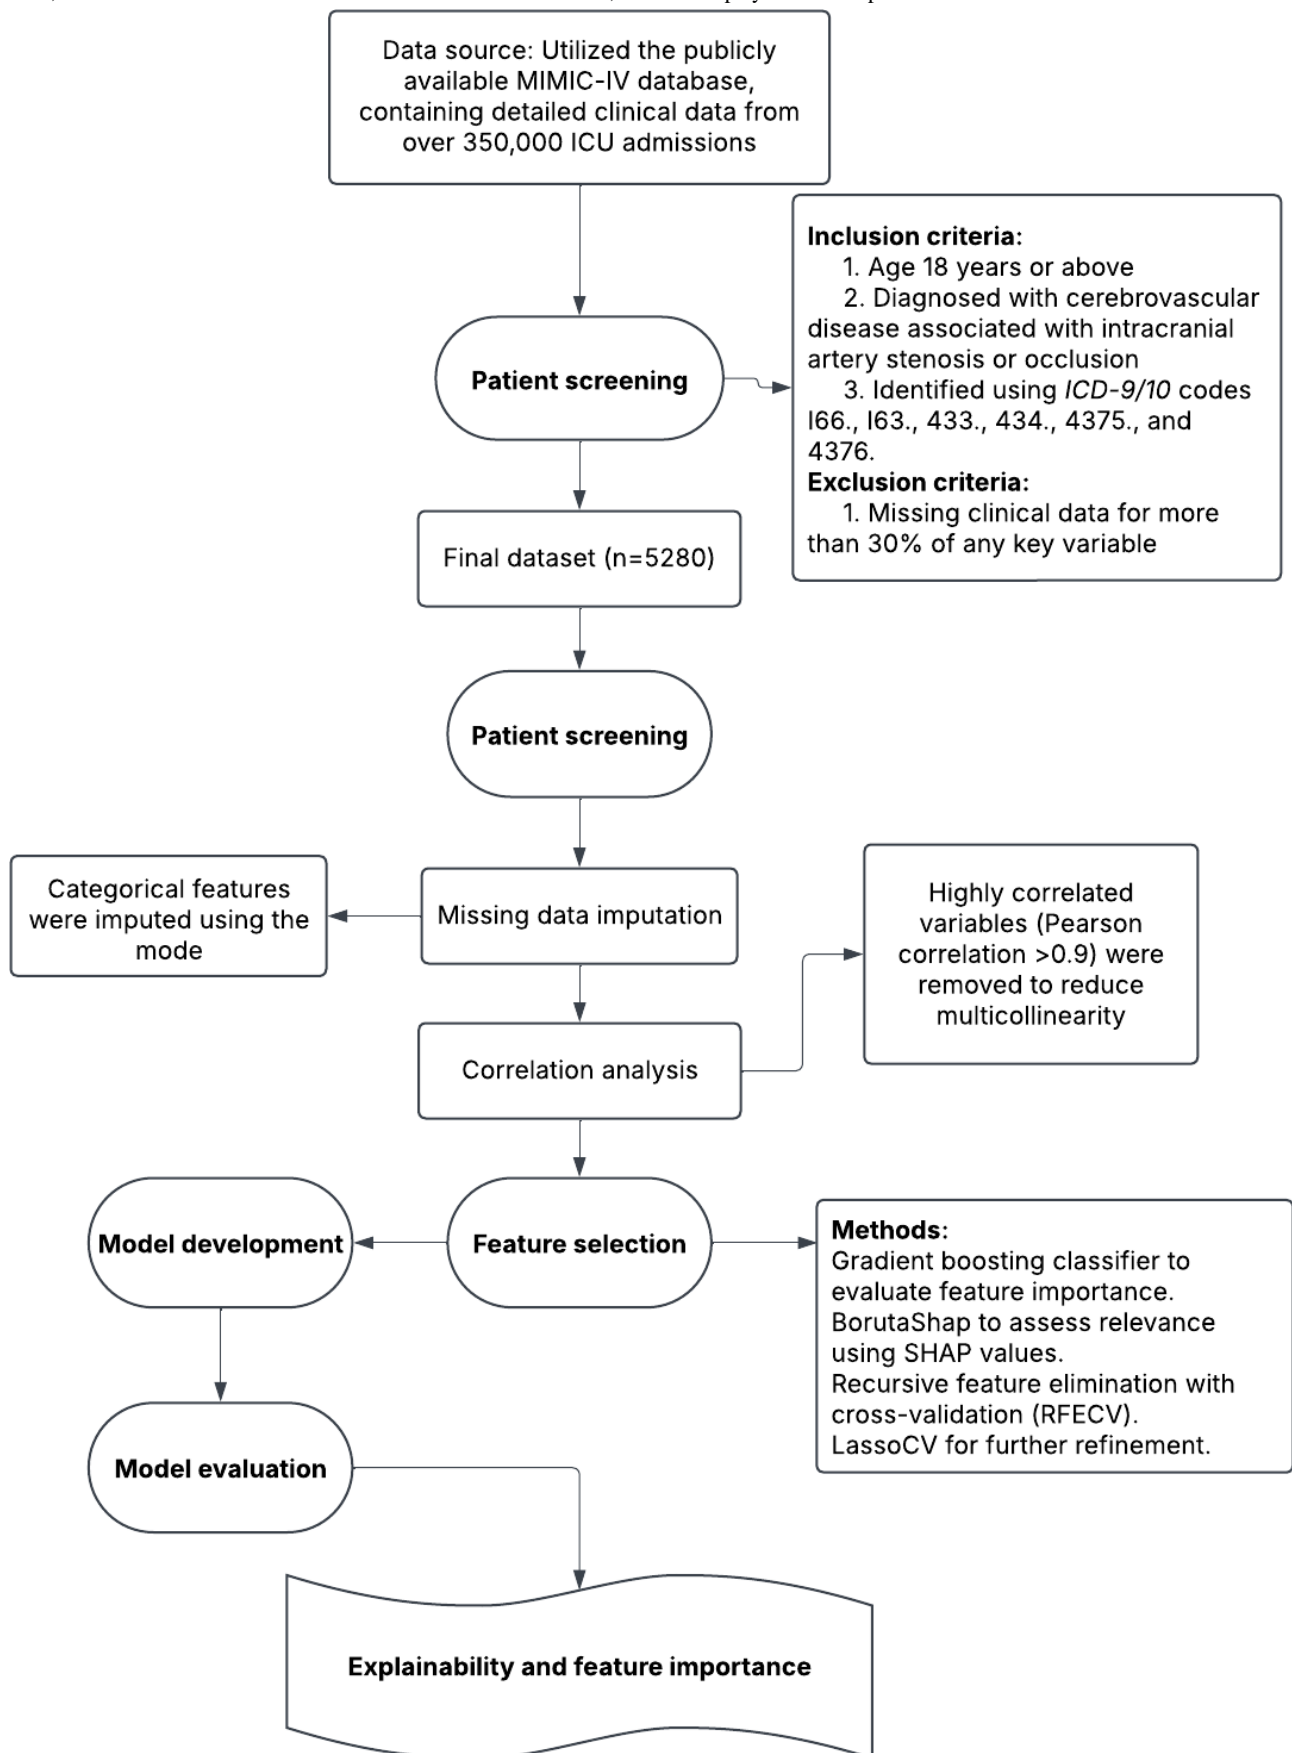 Data source: Utilized the publicly
available MIMIC-IV database,
containing detailed clinical data from
over 350,000 ICU admissions
Inclusion criteria:
1. Age 18 years or above
2. Diagnosed with cerebrovascular
disease associated with intracranial
artery stenosis or occlusion
3. Identified using ICD-9/10 codes
I66., I63., 433., 434., 4375., and
4376.
Exclusion criteria:
1. Missing clinical data for more
than 30% of any key variable
Patient screening
Final dataset (n=5280)
Patient screening
Categorical features
were imputed using the
mode
Missing data imputation
Highly correlated
variables (Pearson
correlation >0.9) were
removed to reduce
multicollinearity
Correlation analysis
Model development
Feature selection
Methods:
Gradient boosting classifier to
evaluate feature importance.
BorutaShap to assess relevance
using SHAP values.
Recursive feature elimination with
cross-validation (RFECV).
LassoCV for further refinement.
Model evaluation
Explainability and feature importance